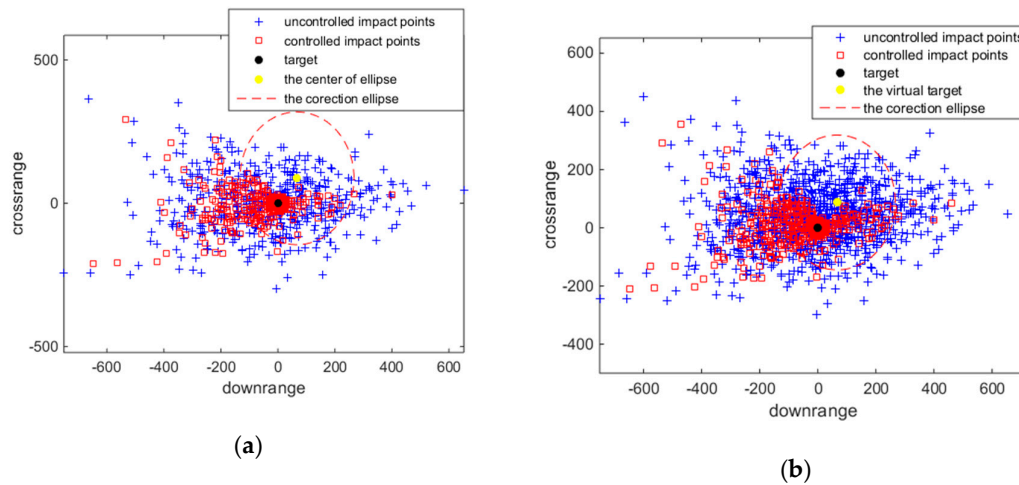 uncontrolled impact points
controlled impact points
target
the center of ellipse
the corection ellipse
500
0
-500
crossrange
-600
-400
-200
0
200
400
600
downrange
(a)
uncontrolled impact points
controlled impact points
target
the virtual target
the corection ellipse
600
400
200
0
-200
-400
crossrange
-600
-400
-200
0
200
400
600
downrange
(b)